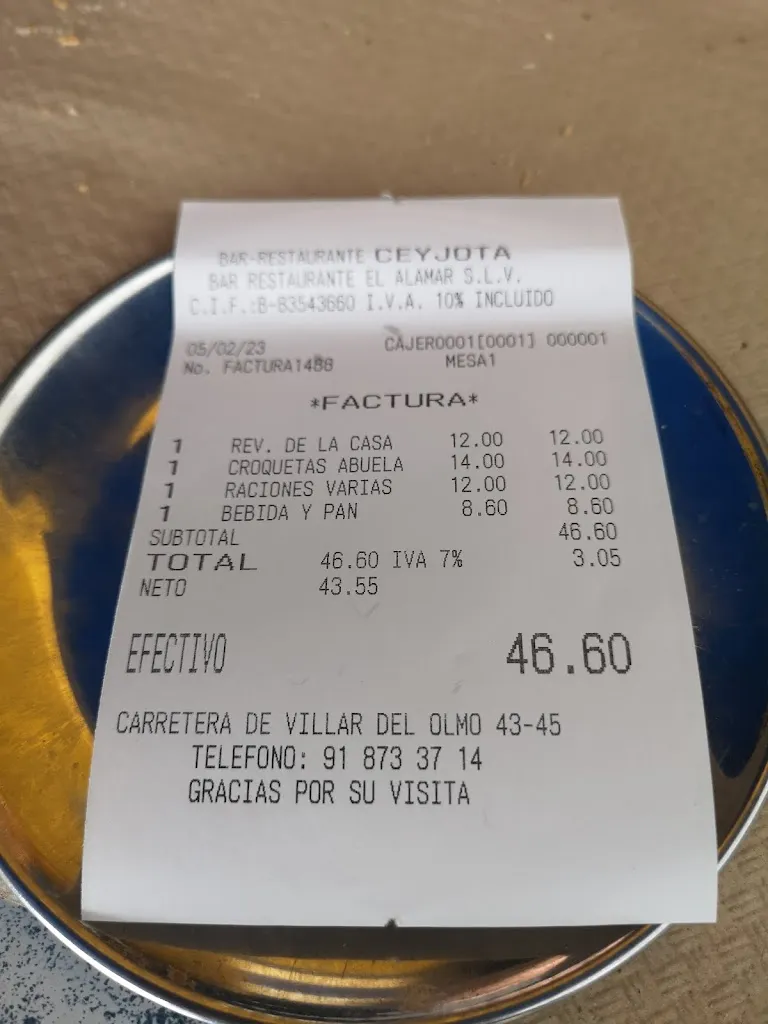 BAR-RESTAURANTE CEYJOTA
BAR RESTAURANTE EL ALAMAR S.L.V.
C.I.F.:B-83543660 I.V.A. 10% INCLUIDO
05/02/23 CAJER0001[0001] 000001
No. FACTURA1488 MESA1
*FACTURA*
1 REV. DE LA CASA 12.00 12.00
1 CROQUETAS ABUELA 14.00 14.00
1 RACIONES VARIAS 12.00 12.00
1 BEBIDA Y PAN 8.60 8.60
SUBTOTAL 46.60
TOTAL 46.60 IVA 7% 3.05
NETO 43.55
EFECTIVO 46.60
CARRETERA DE VILLAR DEL OLMO 43-45
TELEFONO: 91 873 37 14
GRACIAS POR SU VISITA